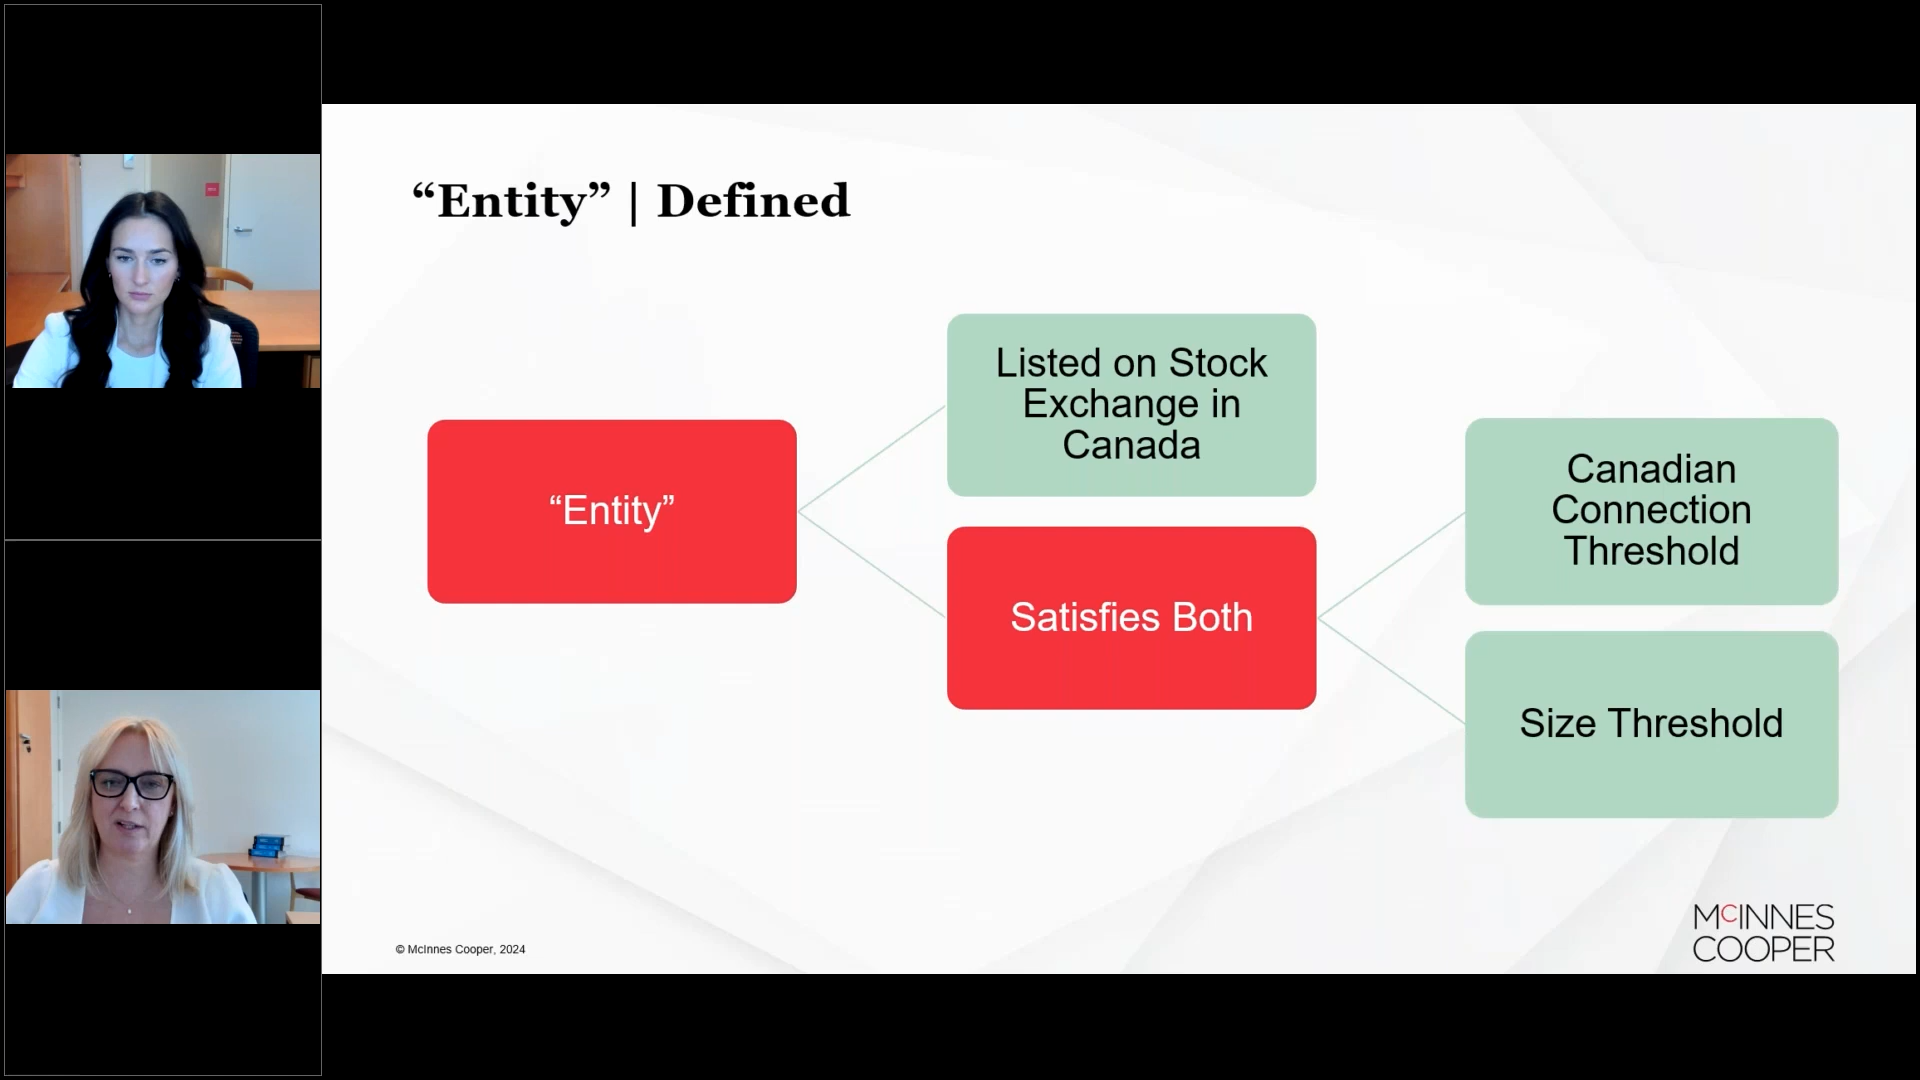 “Entity” | Defined
Listed on Stock
Exchange in
Canada
“Entity”
Canadian
Connection
Threshold
Satisfies Both
Size Threshold
© McInnes Cooper, 2024
MCINNES
COOPER